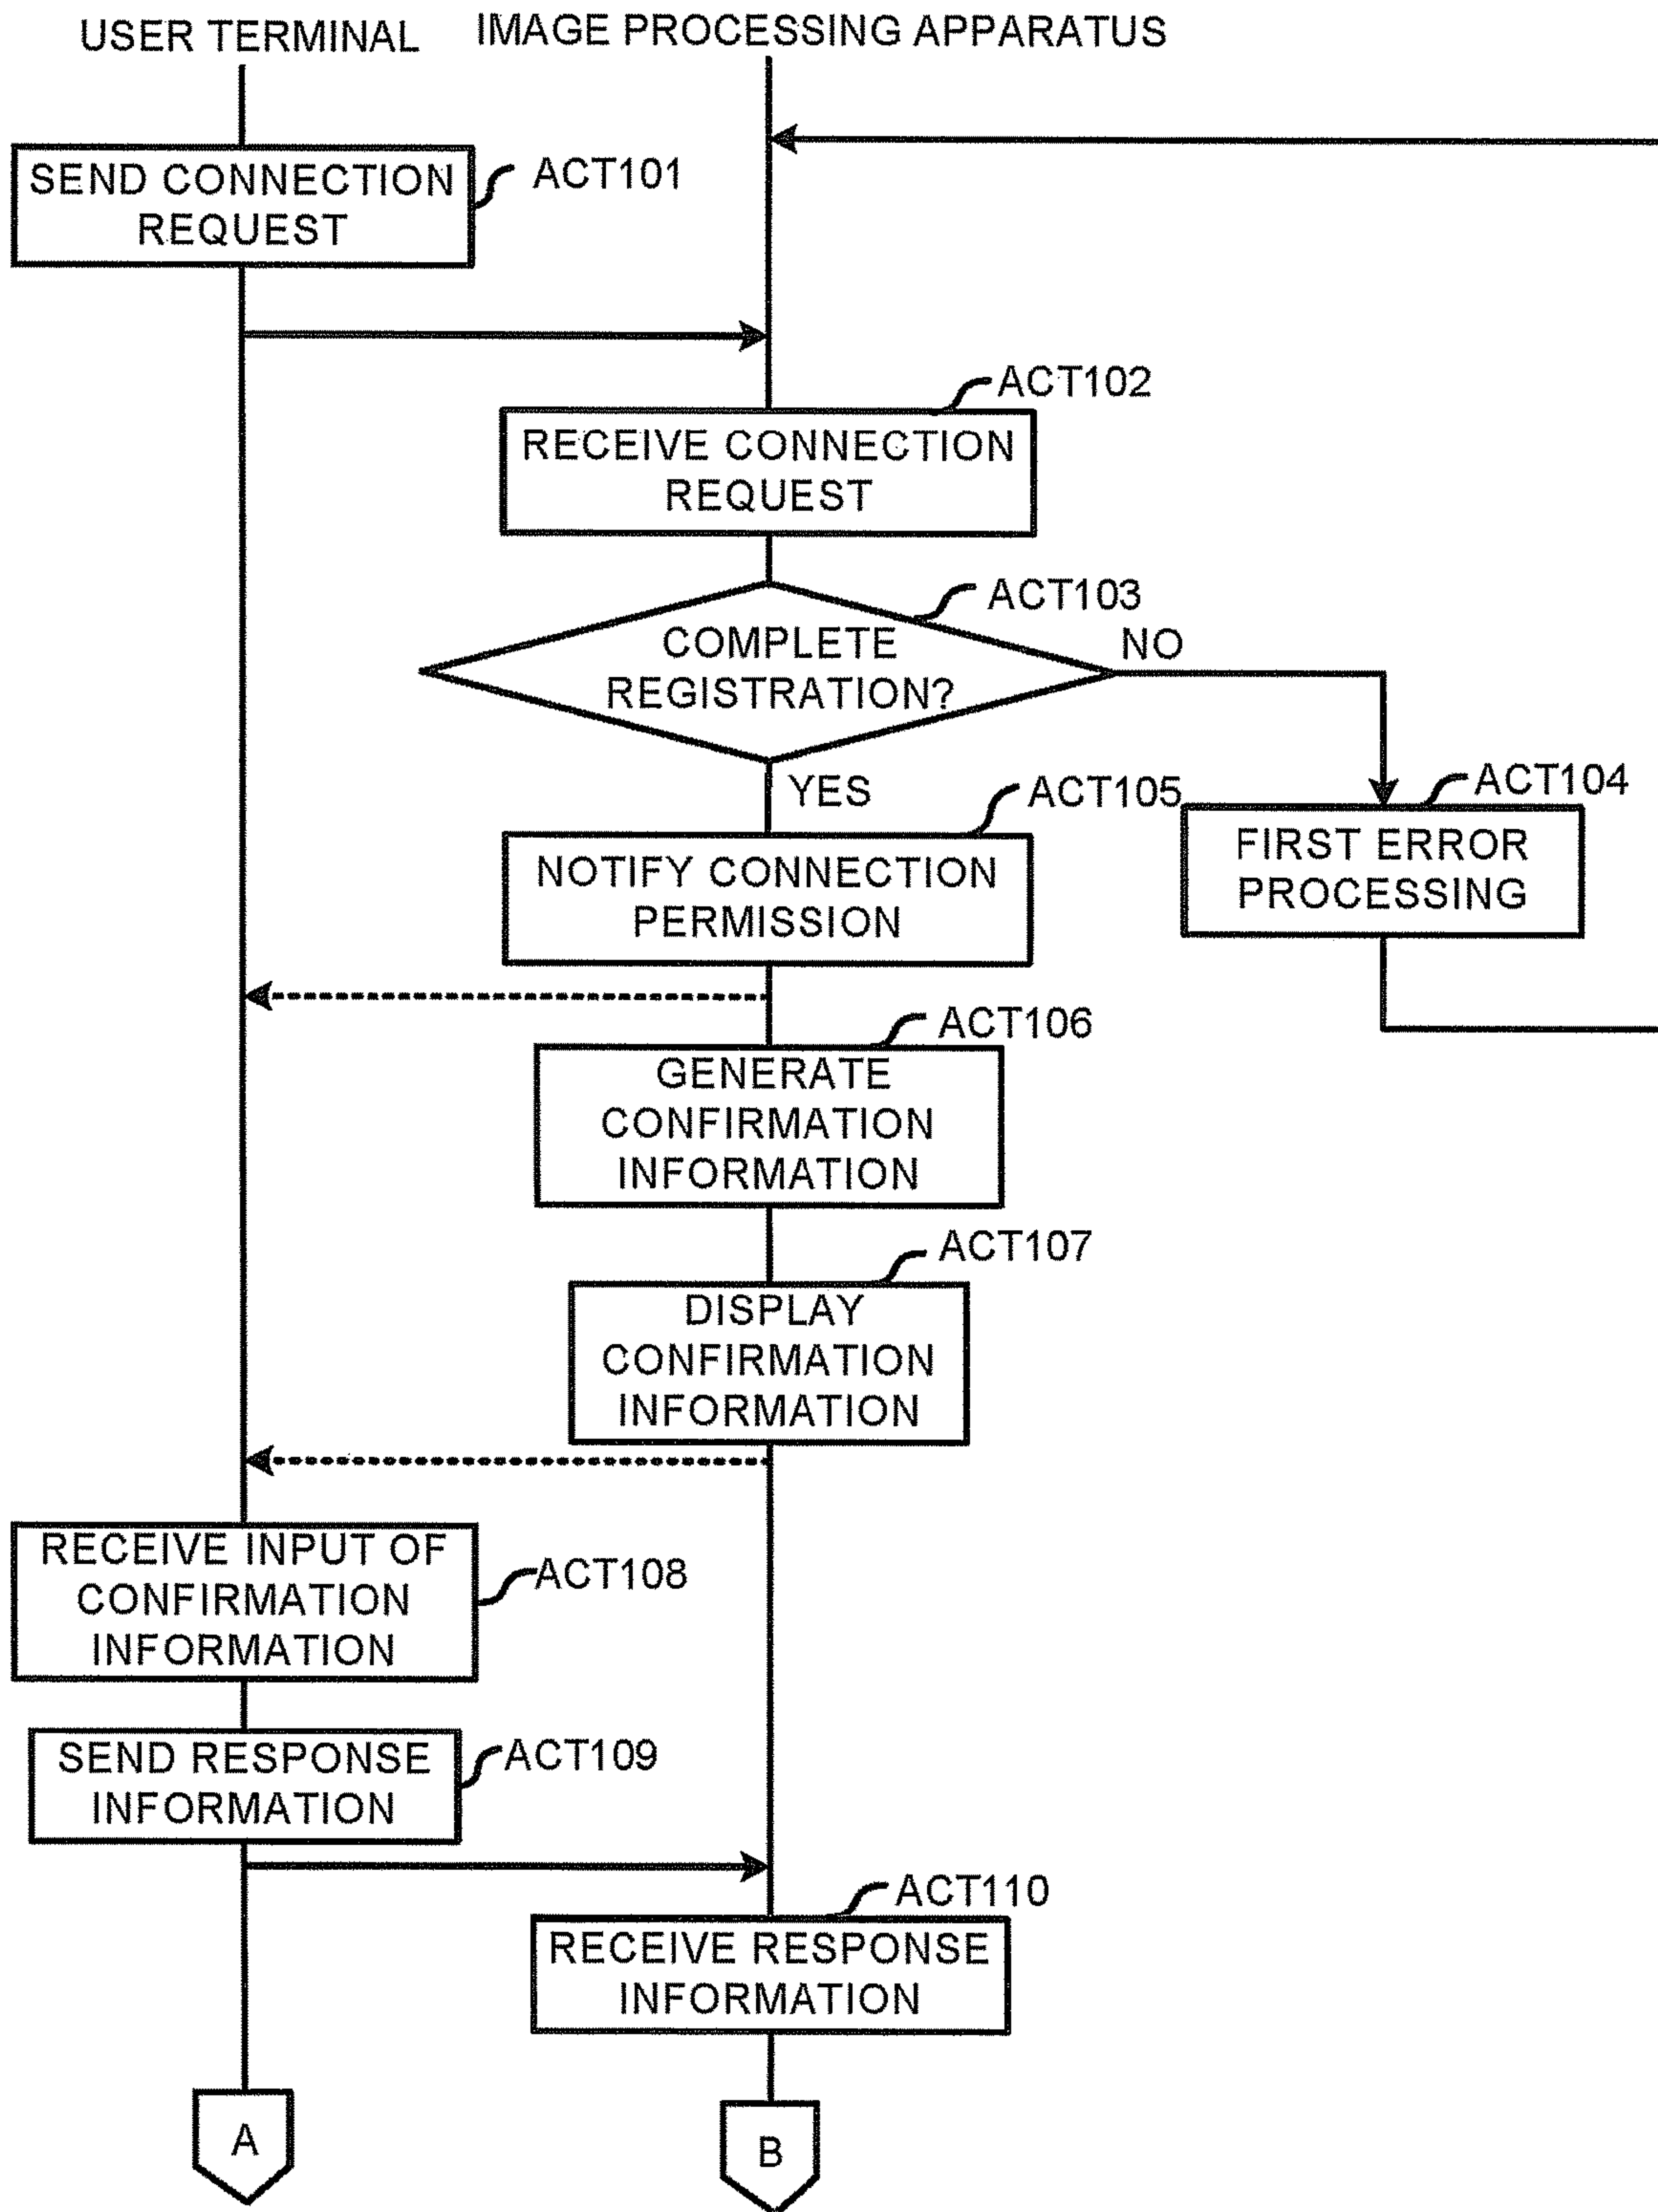 USER TERMINAL
IMAGE PROCESSING APPARATUS
SEND CONNECTION
REQUEST
ACT101
ACT102
RECEIVE CONNECTION
REQUEST
ACT103
COMPLETE
REGISTRATION?
NO
YES
ACT104
FIRST ERROR
PROCESSING
ACT105
NOTIFY CONNECTION
PERMISSION
ACT106
GENERATE
CONFIRMATION
INFORMATION
ACT107
DISPLAY
CONFIRMATION
INFORMATION
RECEIVE INPUT OF
CONFIRMATION
INFORMATION
ACT108
SEND RESPONSE
INFORMATION
ACT109
ACT110
RECEIVE RESPONSE
INFORMATION
A
B